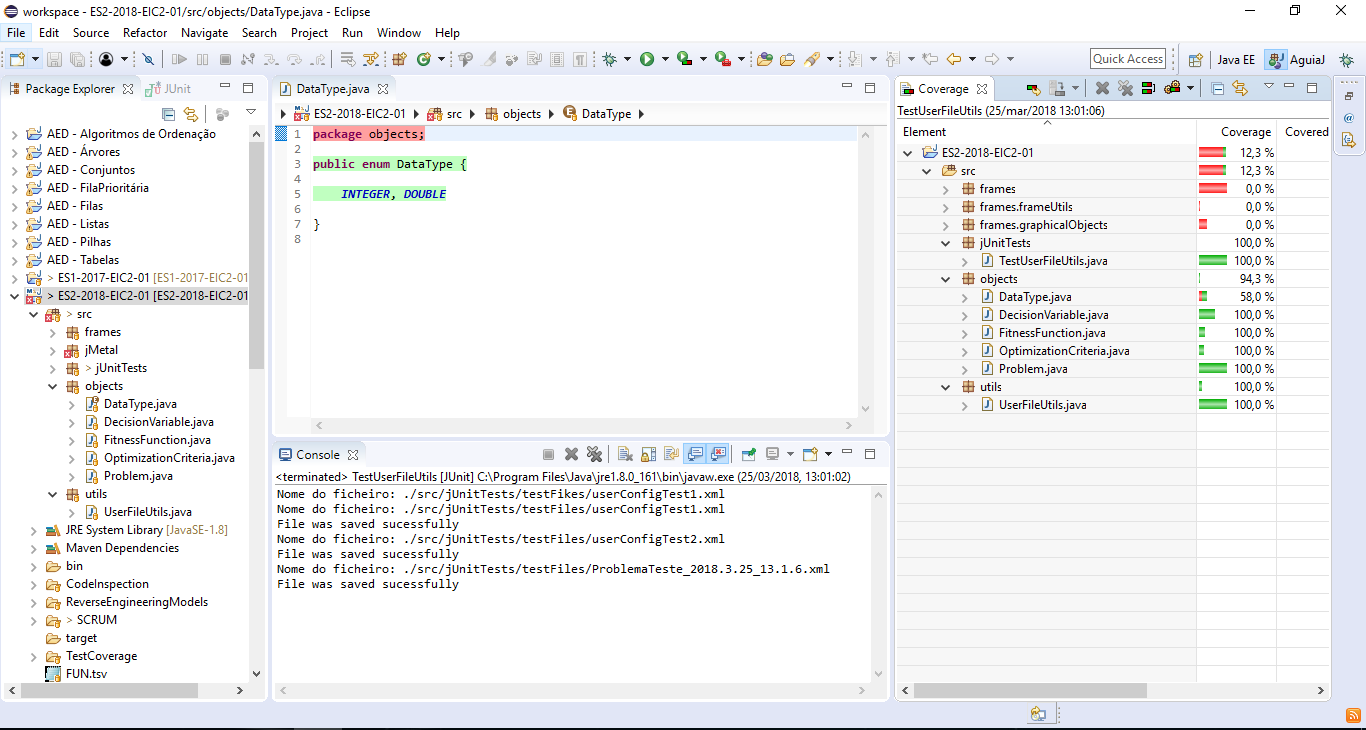 workspace - ES2-2018-EIC2-01/src/objects/DataType.java - Eclipse
File Edit Source Refactor Navigate Search Project Run Window Help
Quick Access
Java EE
AguiaJ
Package Explorer
JUnit
AED - Algoritmos de Ordenação
AED - Árvores
AED - Conjuntos
AED - FilaPrioritária
AED - Filas
AED - Listas
AED - Pilhas
AED - Tabelas
> ES1-2017-EIC2-01 [ES1-2017-EIC2-01
> ES2-2018-EIC2-01 [ES2-2018-EIC2-01
> src
frames
jMetal
> jUnitTests
objects
DataType.java
DecisionVariable.java
FitnessFunction.java
OptimizationCriteria.java
Problem.java
utils
UserFileUtils.java
JRE System Library [JavaSE-1.8]
Maven Dependencies
bin
CodeInspection
ReverseEngineeringModels
> SCRUM
target
TestCoverage
FUN.tsv
DataType.java
ES2-2018-EIC2-01 src objects DataType
1 package objects;
2
3 public enum DataType {
4
5 INTEGER, DOUBLE
6
7 }
8
Console
<terminated> TestUserFileUtils [JUnit] C:\Program Files\Java\jre1.8.0_161\bin\javaw.exe (25/03/2018, 13:01:02)
Nome do ficheiro: ./src/jUnitTests/testFikes/userConfigTest1.xml
Nome do ficheiro: ./src/jUnitTests/testFiles/userConfigTest1.xml
File was saved sucessfully
Nome do ficheiro: ./src/jUnitTests/testFiles/userConfigTest2.xml
File was saved sucessfully
Nome do ficheiro: ./src/jUnitTests/testFiles/ProblemaTeste_2018.3.25_13.1.6.xml
File was saved sucessfully
Coverage
TestUserFileUtils (25/mar/2018 13:01:06)
Element Coverage Covered
ES2-2018-EIC2-01 12,3 %
src 12,3 %
frames 0,0 %
frames.frameUtils 0,0 %
frames.graphicalObjects 0,0 %
jUnitTests 100,0 %
TestUserFileUtils.java 100,0 %
objects 94,3 %
DataType.java 58,0 %
DecisionVariable.java 100,0 %
FitnessFunction.java 100,0 %
OptimizationCriteria.java 100,0 %
Problem.java 100,0 %
utils 100,0 %
UserFileUtils.java 100,0 %